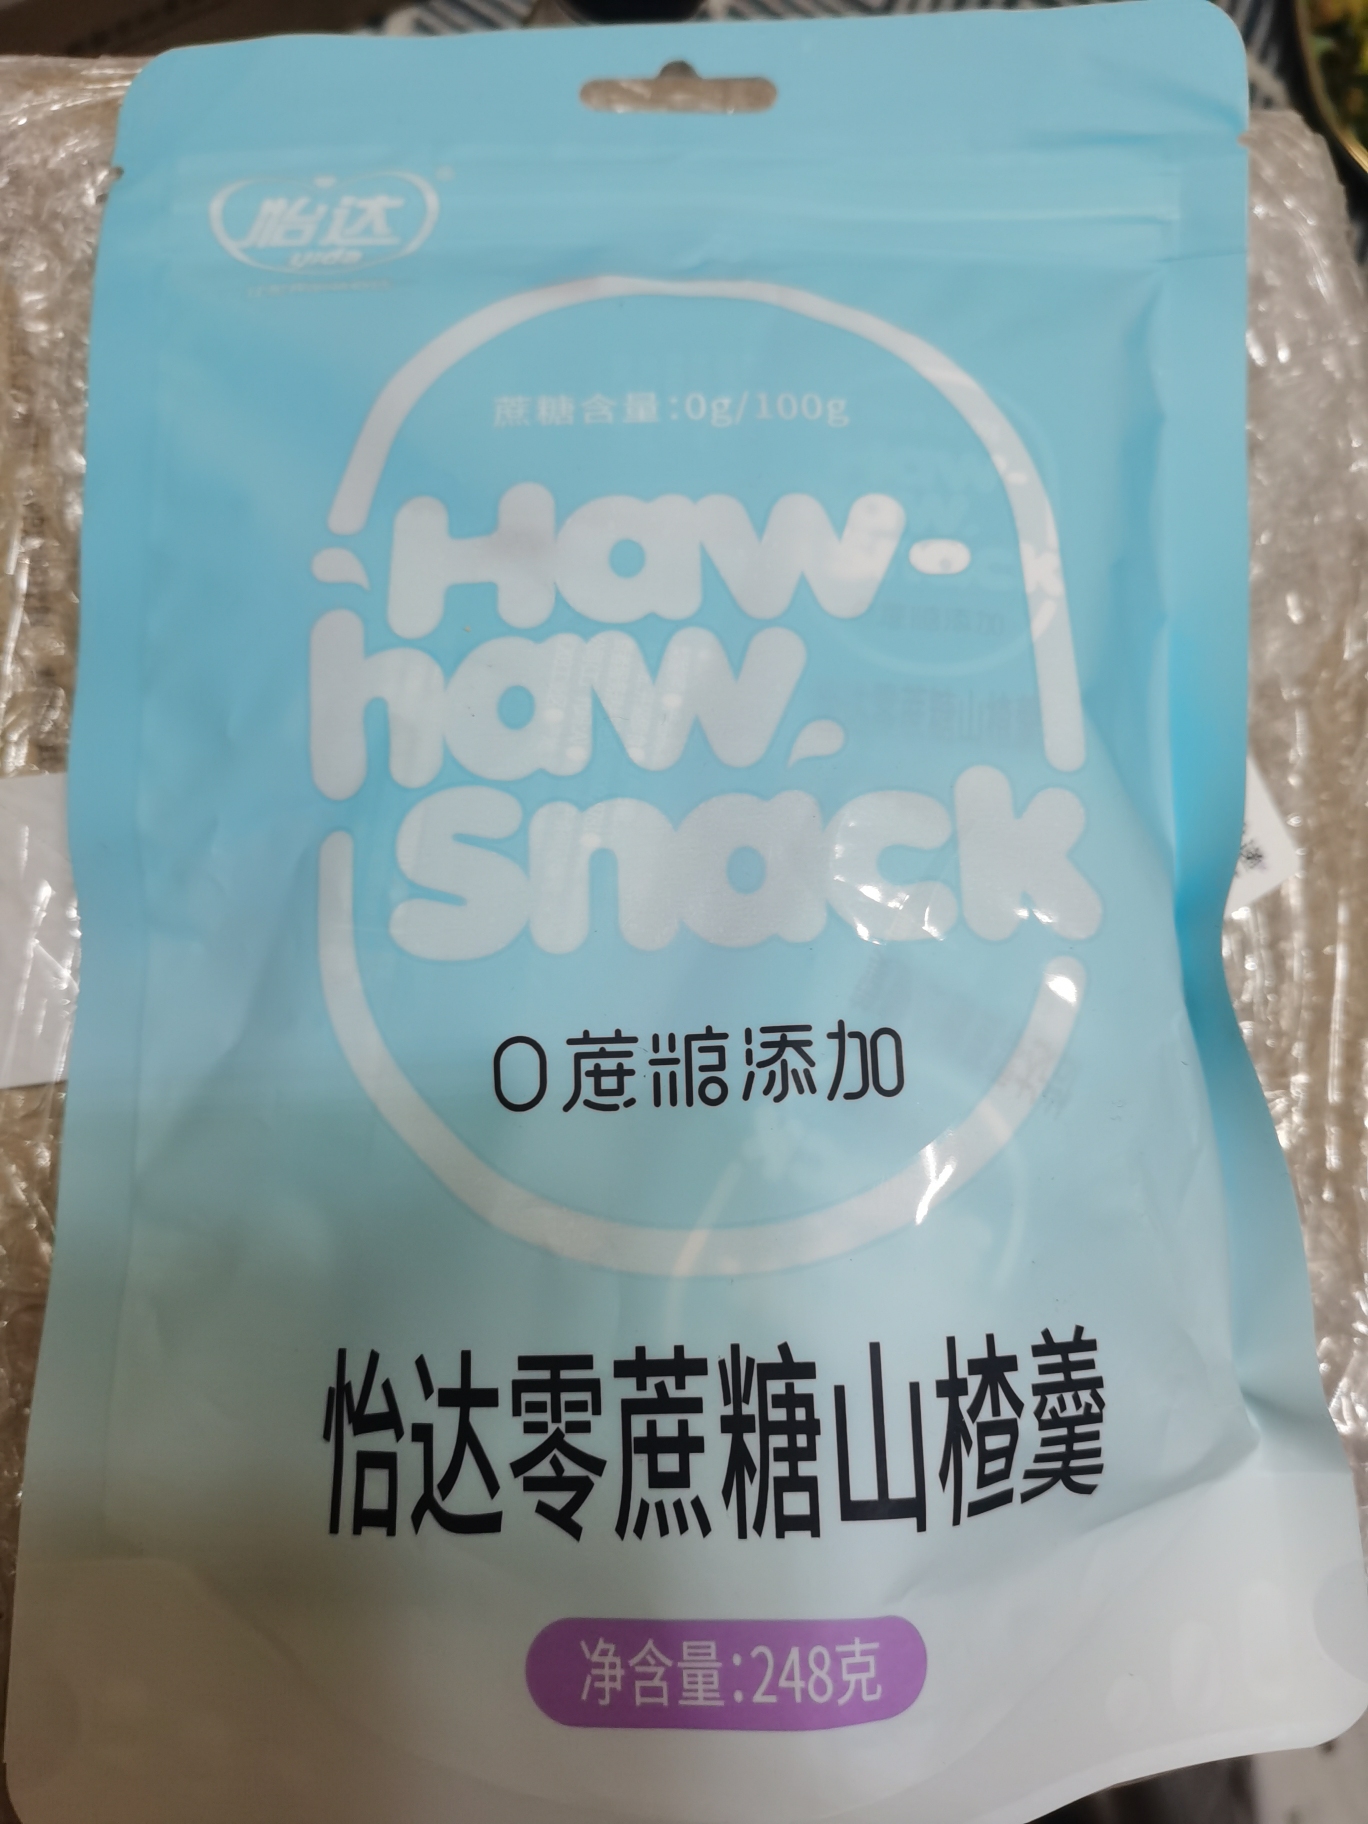 怡达
yida
蔗糖含量:0g/100g
Haw-
haw
snack
0蔗糖添加
怡达零蔗糖山楂羹
净含量:248克